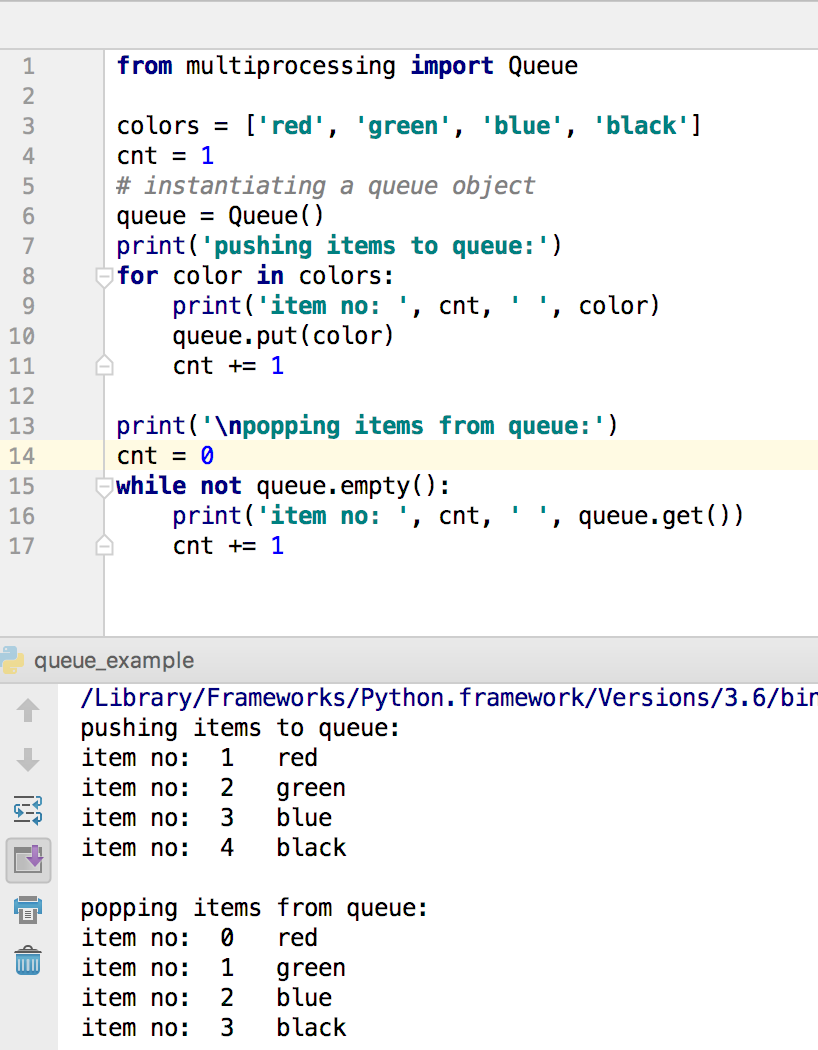 1 from multiprocessing import Queue
2
3 colors = ['red', 'green', 'blue', 'black']
4 cnt = 1
5 # instantiating a queue object
6 queue = Queue()
7 print('pushing items to queue:')
8 for color in colors:
9     print('item no: ', cnt, ' ', color)
10     queue.put(color)
11     cnt += 1
12
13 print('\npopping items from queue:')
14 cnt = 0
15 while not queue.empty():
16     print('item no: ', cnt, ' ', queue.get())
17     cnt += 1
queue_example
/Library/Frameworks/Python.framework/Versions/3.6/bin
pushing items to queue:
item no:  1   red
item no:  2   green
item no:  3   blue
item no:  4   black

popping items from queue:
item no:  0   red
item no:  1   green
item no:  2   blue
item no:  3   black